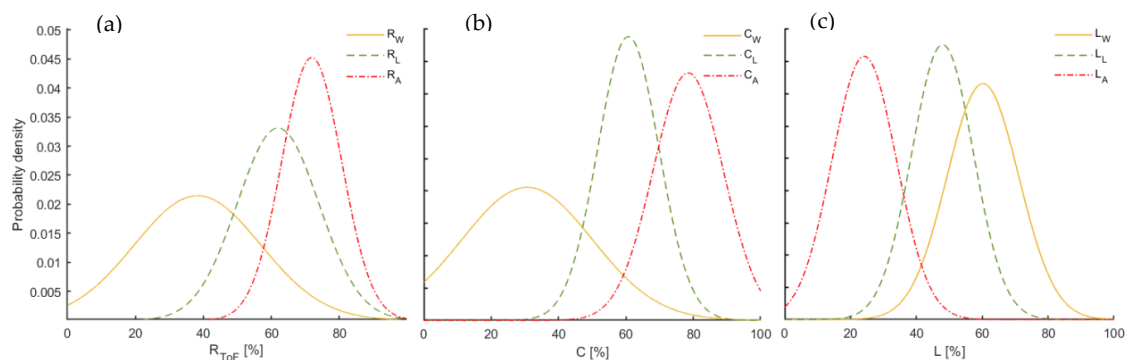 (a)
(b)
(c)
0.05
0.045
0.04
0.035
0.03
0.025
0.02
0.015
0.01
0.005
Probability density
R_W
R_L
R_A
C_W
C_L
C_A
L_W
L_L
L_A
0 20 40 60 80
0 20 40 60 80 100
0 20 40 60 80 100
R_ToF [%]
C [%]
L [%]